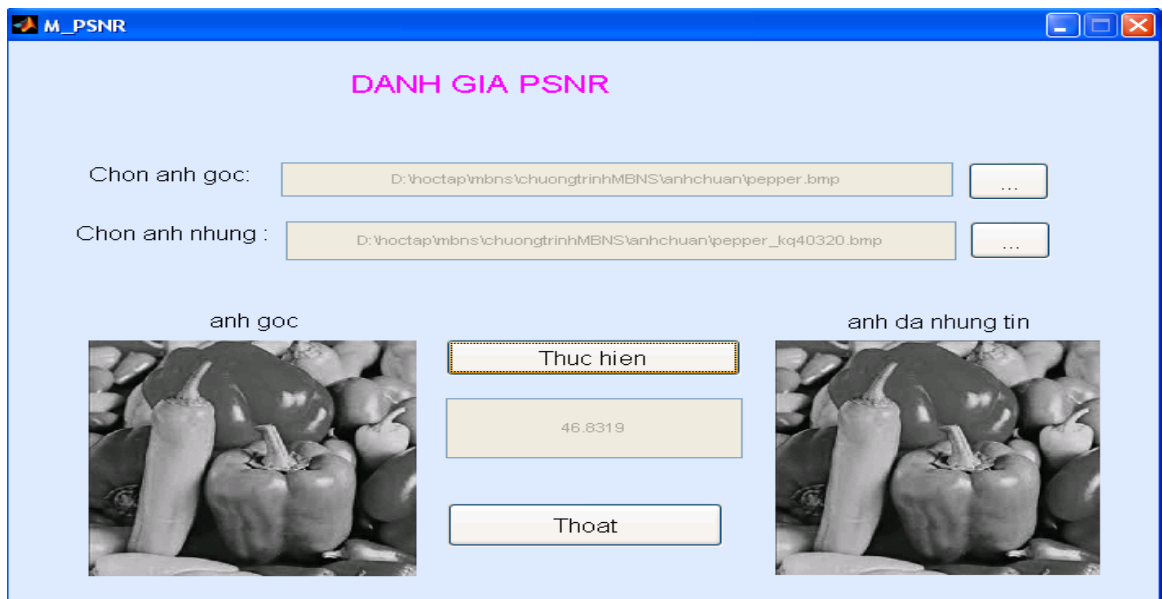 M_PSNR
DANH GIA PSNR
Chon anh goc: D:\hoctap\mbns\chuongtrinhMBNS\anhchuan\pepper.bmp ...
Chon anh nhung : D:\hoctap\mbns\chuongtrinhMBNS\anhchuan\pepper_kq40320.bmp ...
anh goc
anh da nhung tin
Thuc hien
46.8319
Thoat